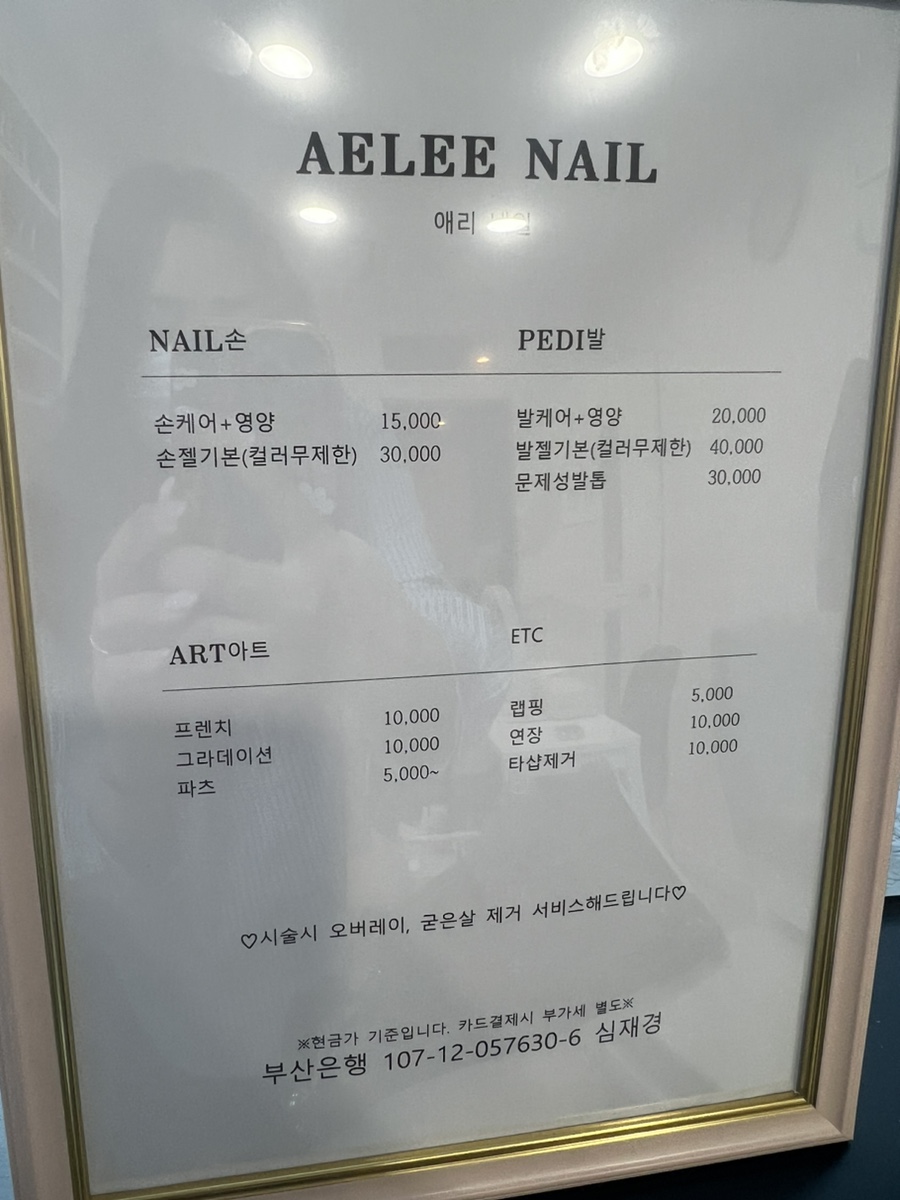 AELEE NAIL
애리
NAIL손
손케어+영양 15,000
손젤기본(컬러무제한) 30,000
PEDI발
발케어+영양 20,000
발젤기본(컬러무제한) 40,000
문제성발톱 30,000
ART아트
프렌치 10,000
그라데이션 10,000
파츠 5,000~
ETC
랩핑 5,000
연장 10,000
타샵제거 10,000
♡시술시 오버레이, 굳은살 제거 서비스해드립니다♡
※현금가 기준입니다. 카드결제시 부가세 별도※
부산은행 107-12-057630-6 심재경